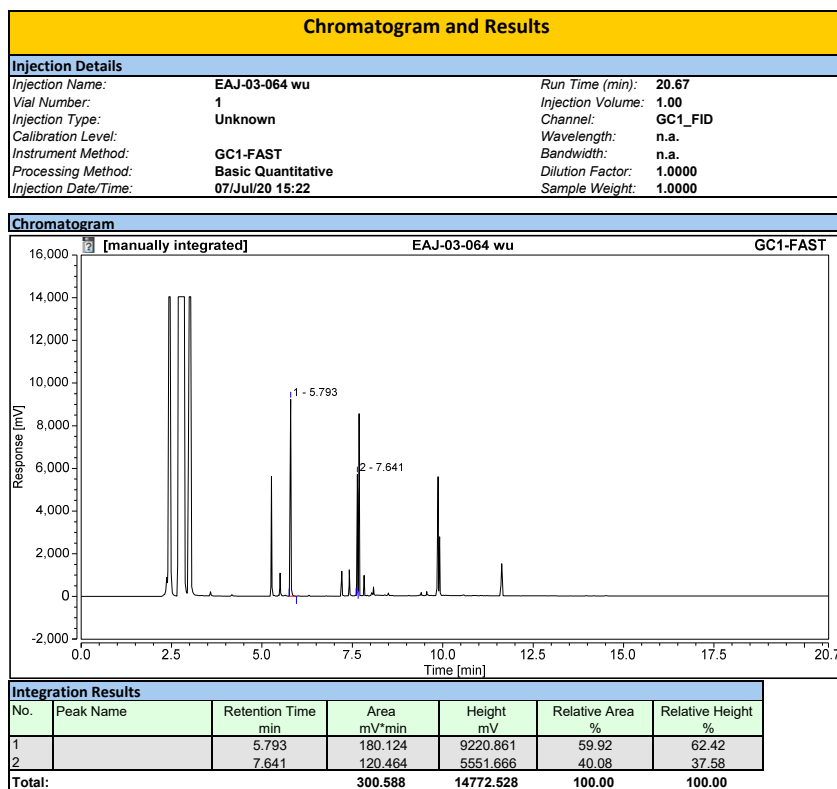 Chromatogram and Results
Injection Details
Injection Name: EAJ-03-064 wu Run Time (min): 20.67
Vial Number: 1 Injection Volume: 1.00
Injection Type: Unknown Channel: GC1_FID
Calibration Level: Wavelength: n.a.
Instrument Method: GC1-FAST Bandwidth: n.a.
Processing Method: Basic Quantitative Dilution Factor: 1.0000
Injection Date/Time: 07/Jul/20 15:22 Sample Weight: 1.0000
Chromatogram
? [manually integrated] EAJ-03-064 wu GC1-FAST
16,000
14,000
12,000
10,000
1 - 5.793
8,000
6,000
2 - 7.641
4,000
2,000
0
-2,000
Response [mV]
0.0 2.5 5.0 7.5 10.0 12.5 15.0 17.5 20.7
Time [min]
Integration Results
No. Peak Name Retention Time Area Height Relative Area Relative Height
min mV*min mV % %
1 5.793 180.124 9220.861 59.92 62.42
2 7.641 120.464 5551.666 40.08 37.58
Total: 300.588 14772.528 100.00 100.00